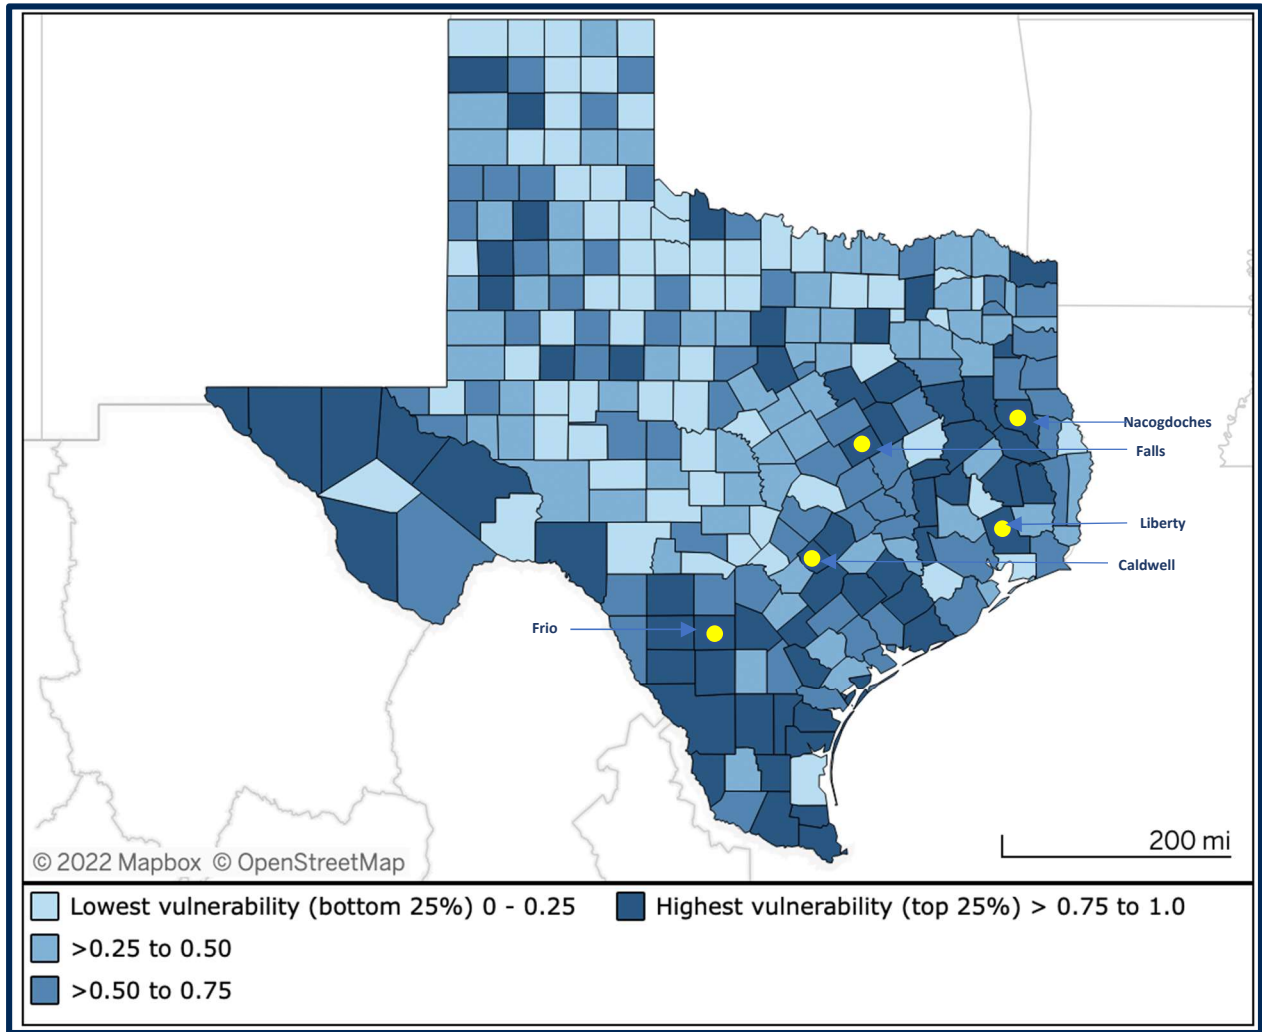 Nacogdoches
Falls
Liberty
Caldwell
Frio
200 mi
© 2022 Mapbox © OpenStreetMap
Lowest vulnerability (bottom 25%) 0 - 0.25
Highest vulnerability (top 25%) > 0.75 to 1.0
>0.25 to 0.50
>0.50 to 0.75